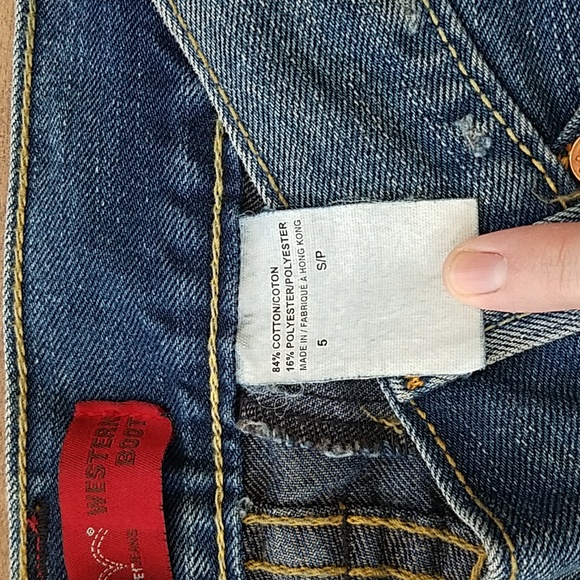 84% COTTON/COTON
16% POLYESTER/POLYESTER
MADE IN / FABRIQUÉ À HONG KONG
5 S/P
WESTERN
BOOT